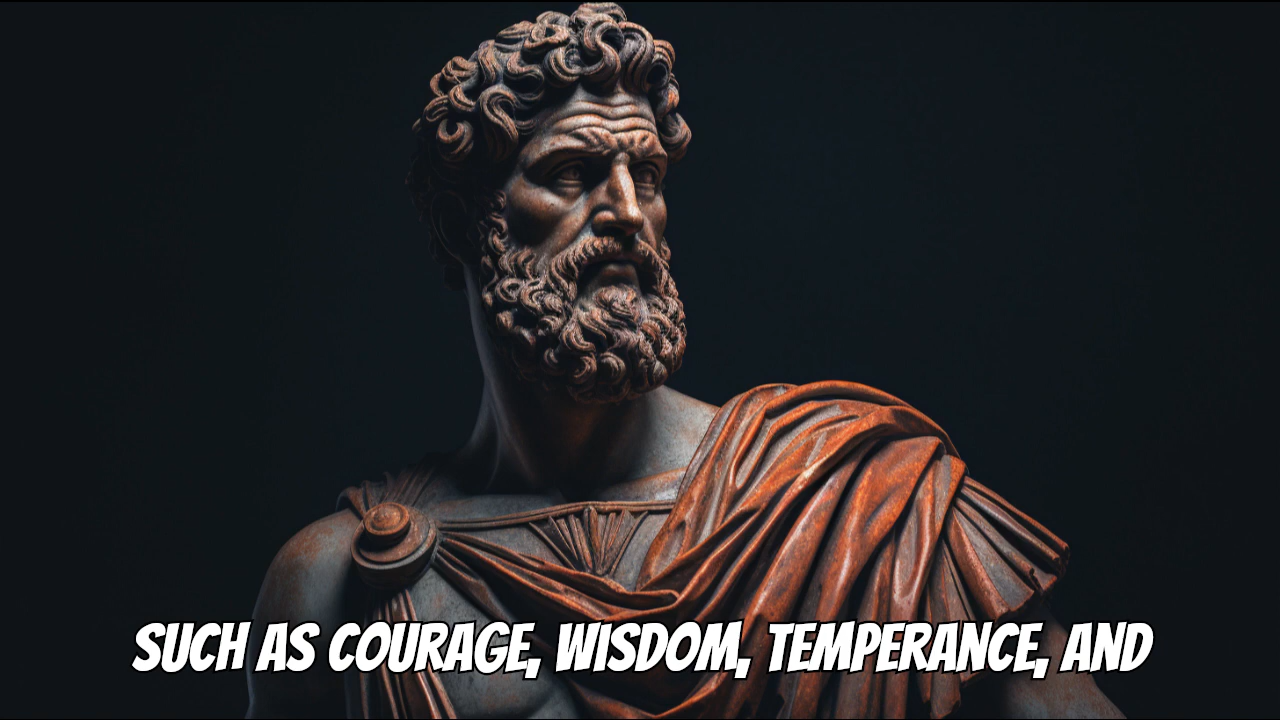 SUCH AS COURAGE, WISDOM, TEMPERANCE, AND